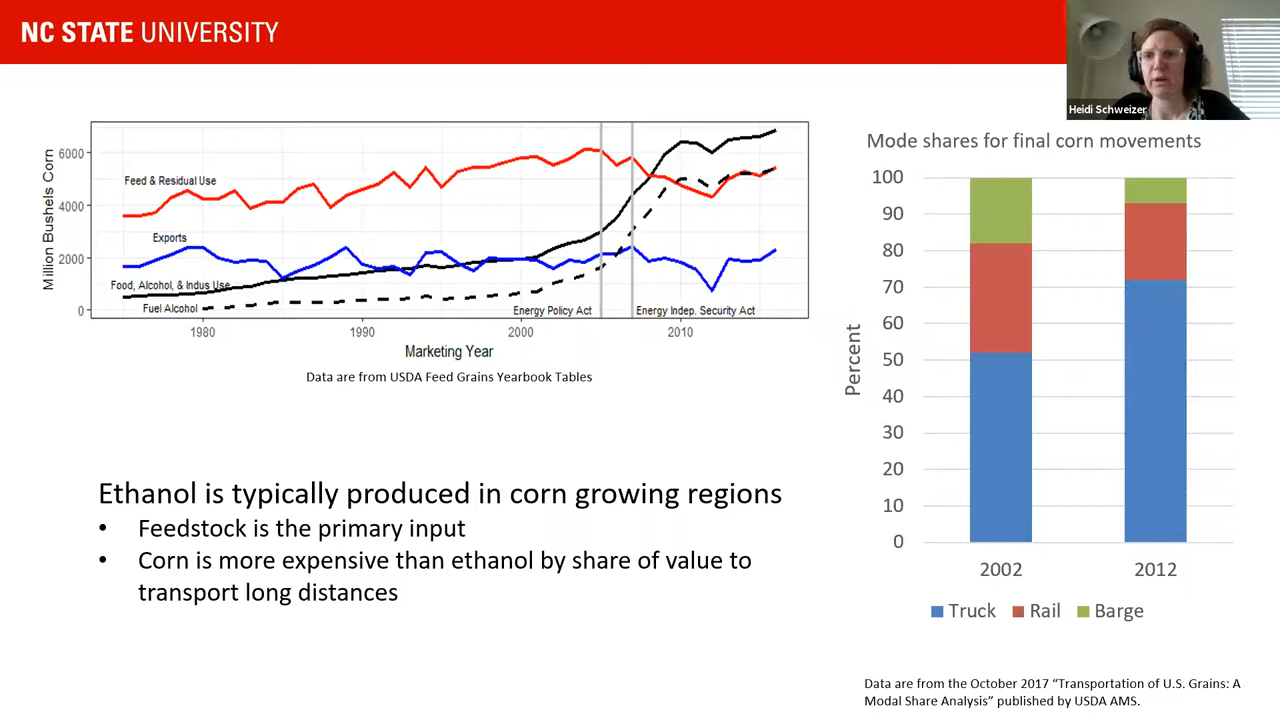 NC STATE UNIVERSITY
Heidi Schweizer
Million Bushels Corn
6000
4000
2000
0
Feed & Residual Use
Exports
Food, Alcohol, & Indus Use
Fuel Alcohol
Energy Policy Act
Energy Indep. Security Act
1980
1990
2000
2010
Marketing Year
Data are from USDA Feed Grains Yearbook Tables
Ethanol is typically produced in corn growing regions
• Feedstock is the primary input
• Corn is more expensive than ethanol by share of value to
transport long distances
Mode shares for final corn movements
Percent
100
90
80
70
60
50
40
30
20
10
0
2002
2012
Truck Rail Barge
Data are from the October 2017 “Transportation of U.S. Grains: A
Modal Share Analysis” published by USDA AMS.